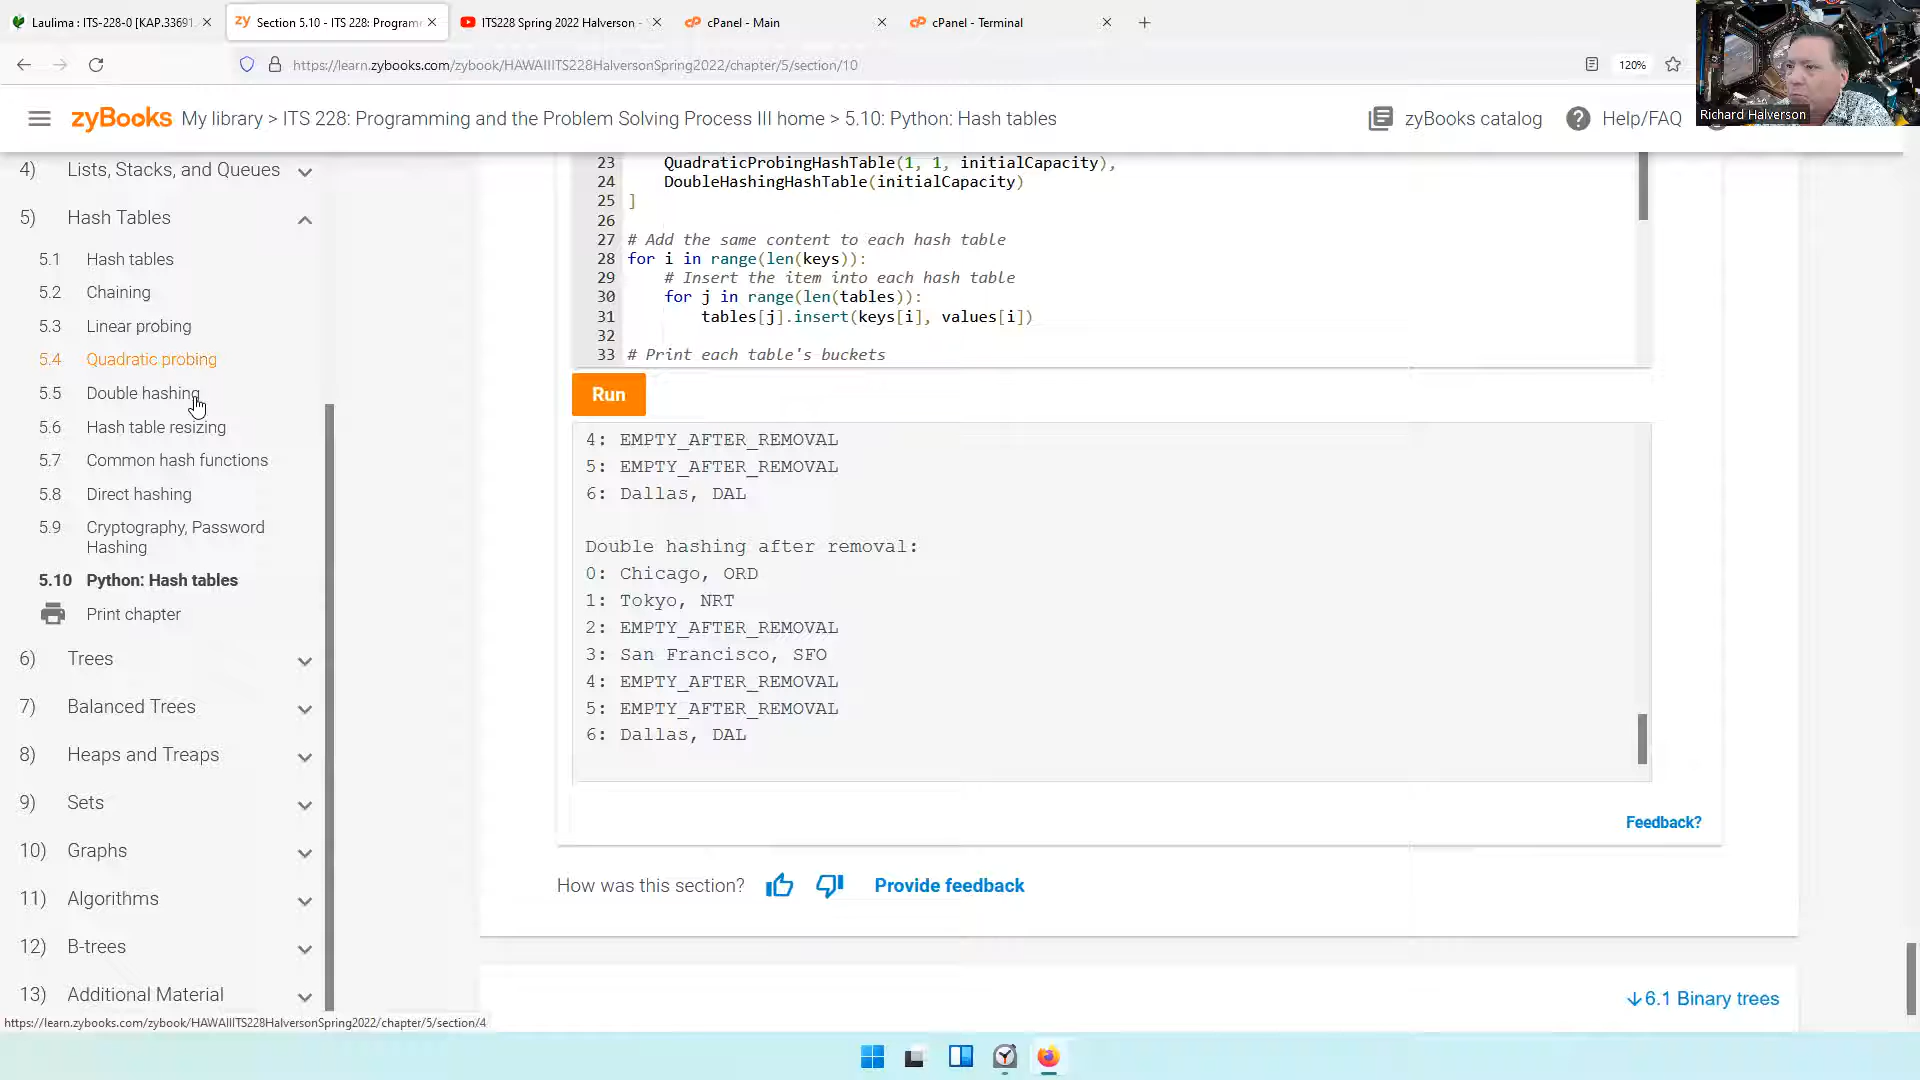 Laulima : ITS-228-0 [KAP.33691
Section 5.10 - ITS 228: Program
ITS228 Spring 2022 Halverson -
cPanel - Main
cPanel - Terminal
https://learn.zybooks.com/zybook/HAWAIIITS228HalversonSpring2022/chapter/5/section/10
120%
Richard Halverson
zyBooks
My library > ITS 228: Programming and the Problem Solving Process III home > 5.10: Python: Hash tables
zyBooks catalog
Help/FAQ
4) Lists, Stacks, and Queues
5) Hash Tables
5.1 Hash tables
5.2 Chaining
5.3 Linear probing
5.4 Quadratic probing
5.5 Double hashing
5.6 Hash table resizing
5.7 Common hash functions
5.8 Direct hashing
5.9 Cryptography, Password
Hashing
5.10 Python: Hash tables
Print chapter
6) Trees
7) Balanced Trees
8) Heaps and Treaps
9) Sets
10) Graphs
11) Algorithms
12) B-trees
13) Additional Material
https://learn.zybooks.com/zybook/HAWAIIITS228HalversonSpring2022/chapter/5/section/4
23 QuadraticProbingHashTable(1, 1, initialCapacity),
24 DoubleHashingHashTable(initialCapacity)
25 ]
26
27 # Add the same content to each hash table
28 for i in range(len(keys)):
29 # Insert the item into each hash table
30 for j in range(len(tables)):
31 tables[j].insert(keys[i], values[i])
32
33 # Print each table's buckets
Run
4: EMPTY_AFTER_REMOVAL
5: EMPTY_AFTER_REMOVAL
6: Dallas, DAL
Double hashing after removal:
0: Chicago, ORD
1: Tokyo, NRT
2: EMPTY_AFTER_REMOVAL
3: San Francisco, SFO
4: EMPTY_AFTER_REMOVAL
5: EMPTY_AFTER_REMOVAL
6: Dallas, DAL
Feedback?
How was this section?
Provide feedback
6.1 Binary trees